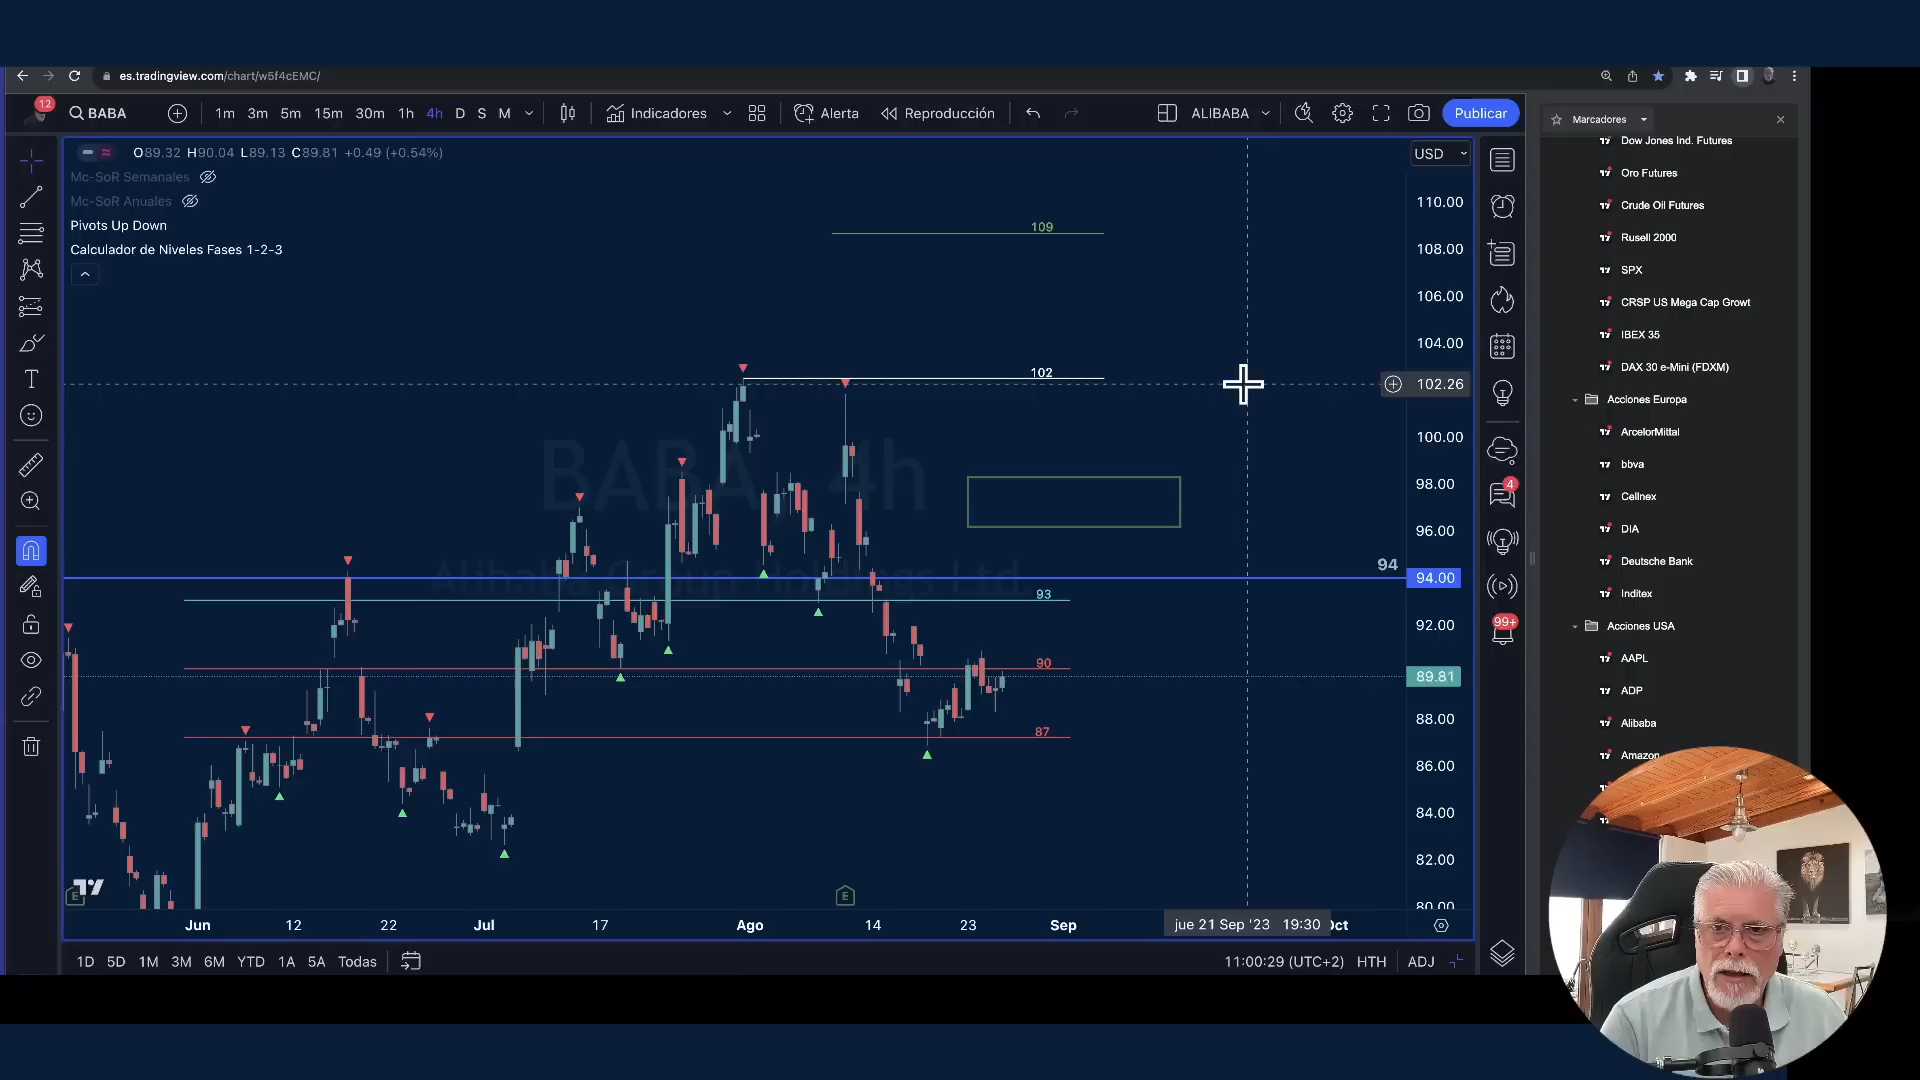 es.tradingview.com/chart/w5f4cEMC/
12
BABA
1m 3m 5m 15m 30m 1h 4h D S M
Indicadores
Alerta
Reproducción
ALIBABA
Publicar
Marcadores
O89.32 H90.04 L89.13 C89.81 +0.49 (+0.54%)
USD
Mc-SoR Semanales
Mc-SoR Anuales
Pivots Up Down
Calculador de Niveles Fases 1-2-3
BABA, 4h
Alibaba Group Holdings Ltd.
109
102
94
93
90
87
110.00
108.00
106.00
104.00
102.26
100.00
98.00
96.00
94.00
92.00
89.81
88.00
86.00
84.00
82.00
80.00
E
E
Jun 12 22 Jul 17 Ago 14 23 Sep jue 21 Sep '23 19:30 Oct
1D 5D 1M 3M 6M YTD 1A 5A Todas
11:00:29 (UTC+2) HTH ADJ
4
99+
Dow Jones Ind. Futures
Oro Futures
Crude Oil Futures
Rusell 2000
SPX
CRSP US Mega Cap Growt
IBEX 35
DAX 30 e-Mini (FDXM)
Acciones Europa
ArcelorMittal
bbva
Cellnex
DIA
Deutsche Bank
Inditex
Acciones USA
AAPL
ADP
Alibaba
Amazon